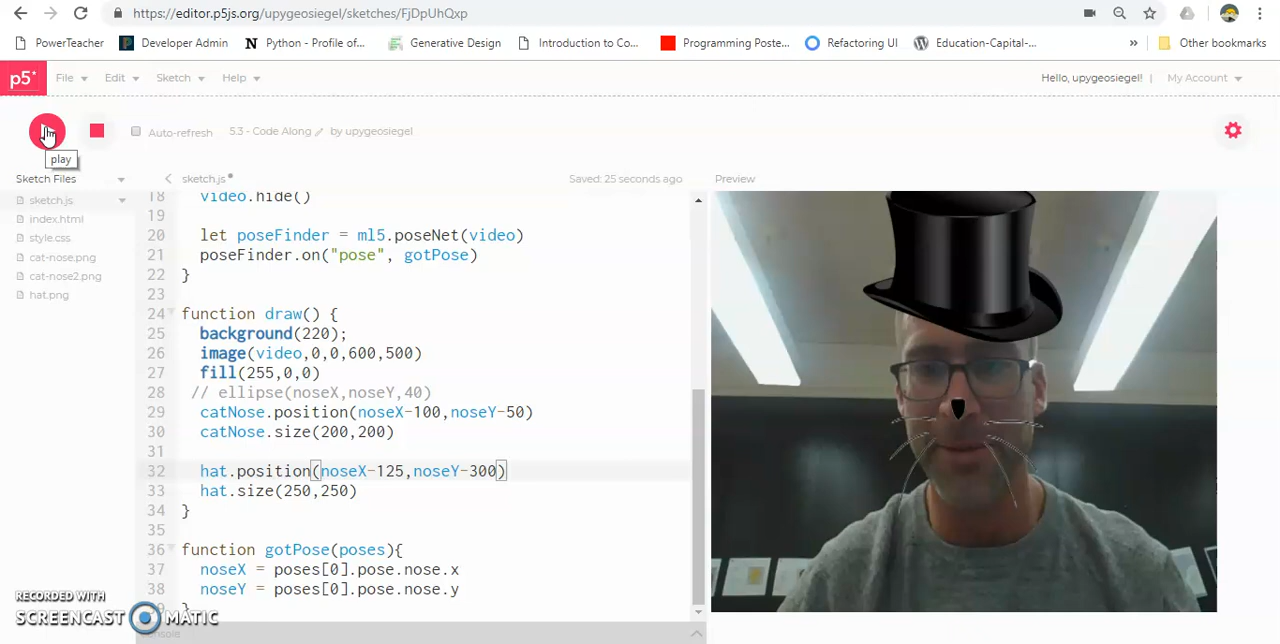 https://editor.p5js.org/upygeosiegel/sketches/FjDpUhQxp
PowerTeacher Developer Admin Python - Profile of... Generative Design Introduction to Co... Programming Poste... Refactoring UI Education-Capital-... » Other bookmarks
p5* File Edit Sketch Help Hello, upygeosiegel! | My Account
Auto-refresh 5.3 - Code Along by upygeosiegel
play
Sketch Files sketch.js Saved: 25 seconds ago Preview
sketch.js
index.html
style.css
cat-nose.png
cat-nose2.png
hat.png
18 video.hide()
19
20 let poseFinder = ml5.poseNet(video)
21 poseFinder.on("pose", gotPose)
22 }
23
24 function draw() {
25 background(220);
26 image(video,0,0,600,500)
27 fill(255,0,0)
28 // ellipse(noseX,noseY,40)
29 catNose.position(noseX-100,noseY-50)
30 catNose.size(200,200)
31
32 hat.position(noseX-125,noseY-300)
33 hat.size(250,250)
34 }
35
36 function gotPose(poses){
37 noseX = poses[0].pose.nose.x
38 noseY = poses[0].pose.nose.y
}
Console
RECORDED WITH
SCREENCAST MATIC